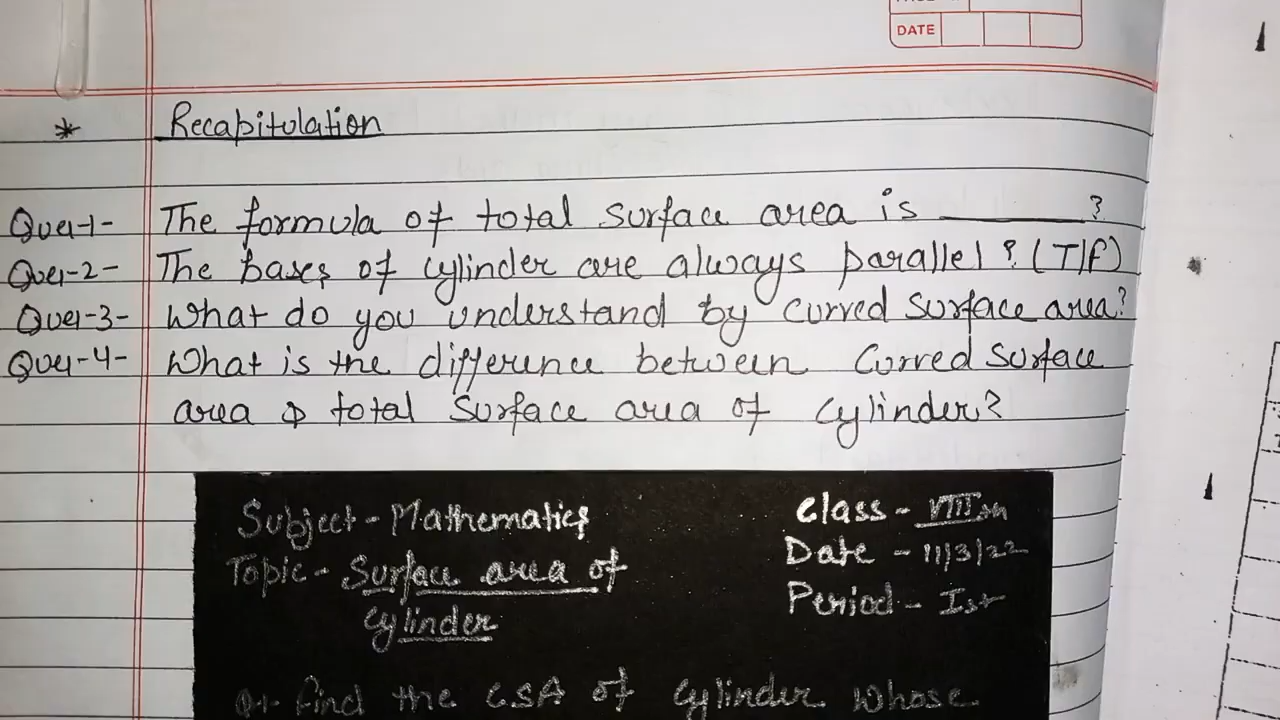 DATE
* Recapitulation
Que-1- The formula of total surface area is ______?
Que-2- The bases of cylinder are always parallel? (T/F)
Que-3- What do you understand by curved surface area?
Que-4- What is the difference between Curved Surface
area & total surface area of cylinder?
Subject - Mathematics
Class - VIII
Topic - Surface area of
Date - 11/3/22
cylinder
Period - Ist
Q1- Find the C.S.A of cylinder whose